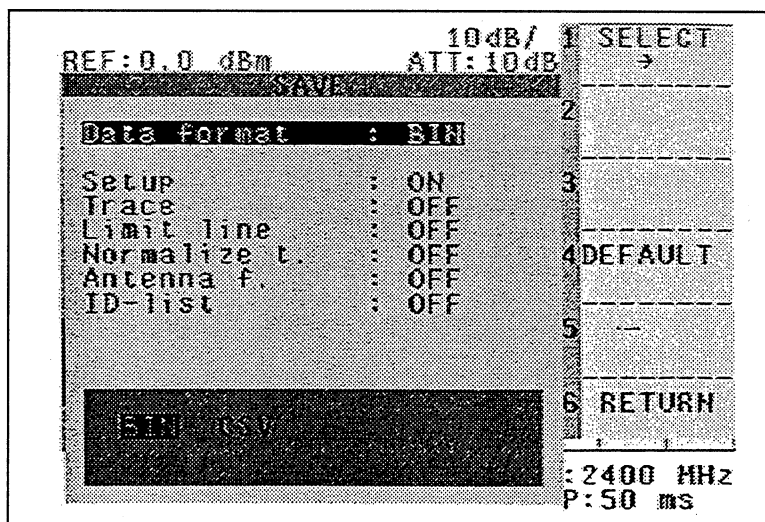 10dB/
REF:0.0 dBm ATT:10dB
SAVE
Data format : BIN
Setup : ON
Trace : OFF
Limit line : OFF
Normalize t. : OFF
Antenna f. : OFF
ID-list : OFF
BIN CSV
1 SELECT
→
2
3
4 DEFAULT
5
6 RETURN
:2400 MHz
P:50 ms